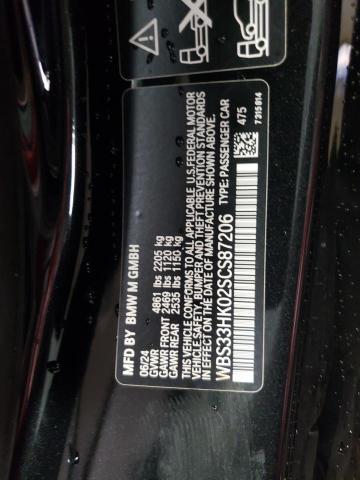 MFD BY BMW M GMBH
06/24
GVWR 4861 lbs 2205 kg
GAWR FRONT 2469 lbs 1120 kg
GAWR REAR 2535 lbs 1150 kg
THIS VEHICLE CONFORMS TO ALL APPLICABLE U.S. FEDERAL MOTOR
VEHICLE SAFETY, BUMPER AND THEFT PREVENTION STANDARDS
IN EFFECT ON THE DATE OF MANUFACTURE SHOWN ABOVE.
WBS33HK02SCS87206 TYPE: PASSENGER CAR
475
7315814